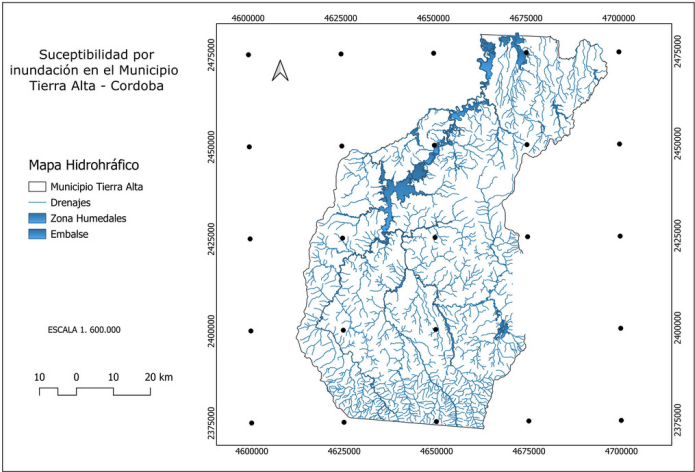 Suceptibilidad por
inundación en el Municipio
Tierra Alta - Cordoba
Mapa Hidrohráfico
Municipio Tierra Alta
Drenajes
Zona Humedales
Embalse
ESCALA 1. 600.000
10 0 10 20 km
4600000 4625000 4650000 4675000 4700000
2475000 2475000
2450000 2450000
2425000 2425000
2400000 2400000
2375000 2375000
4600000 4625000 4650000 4675000 4700000